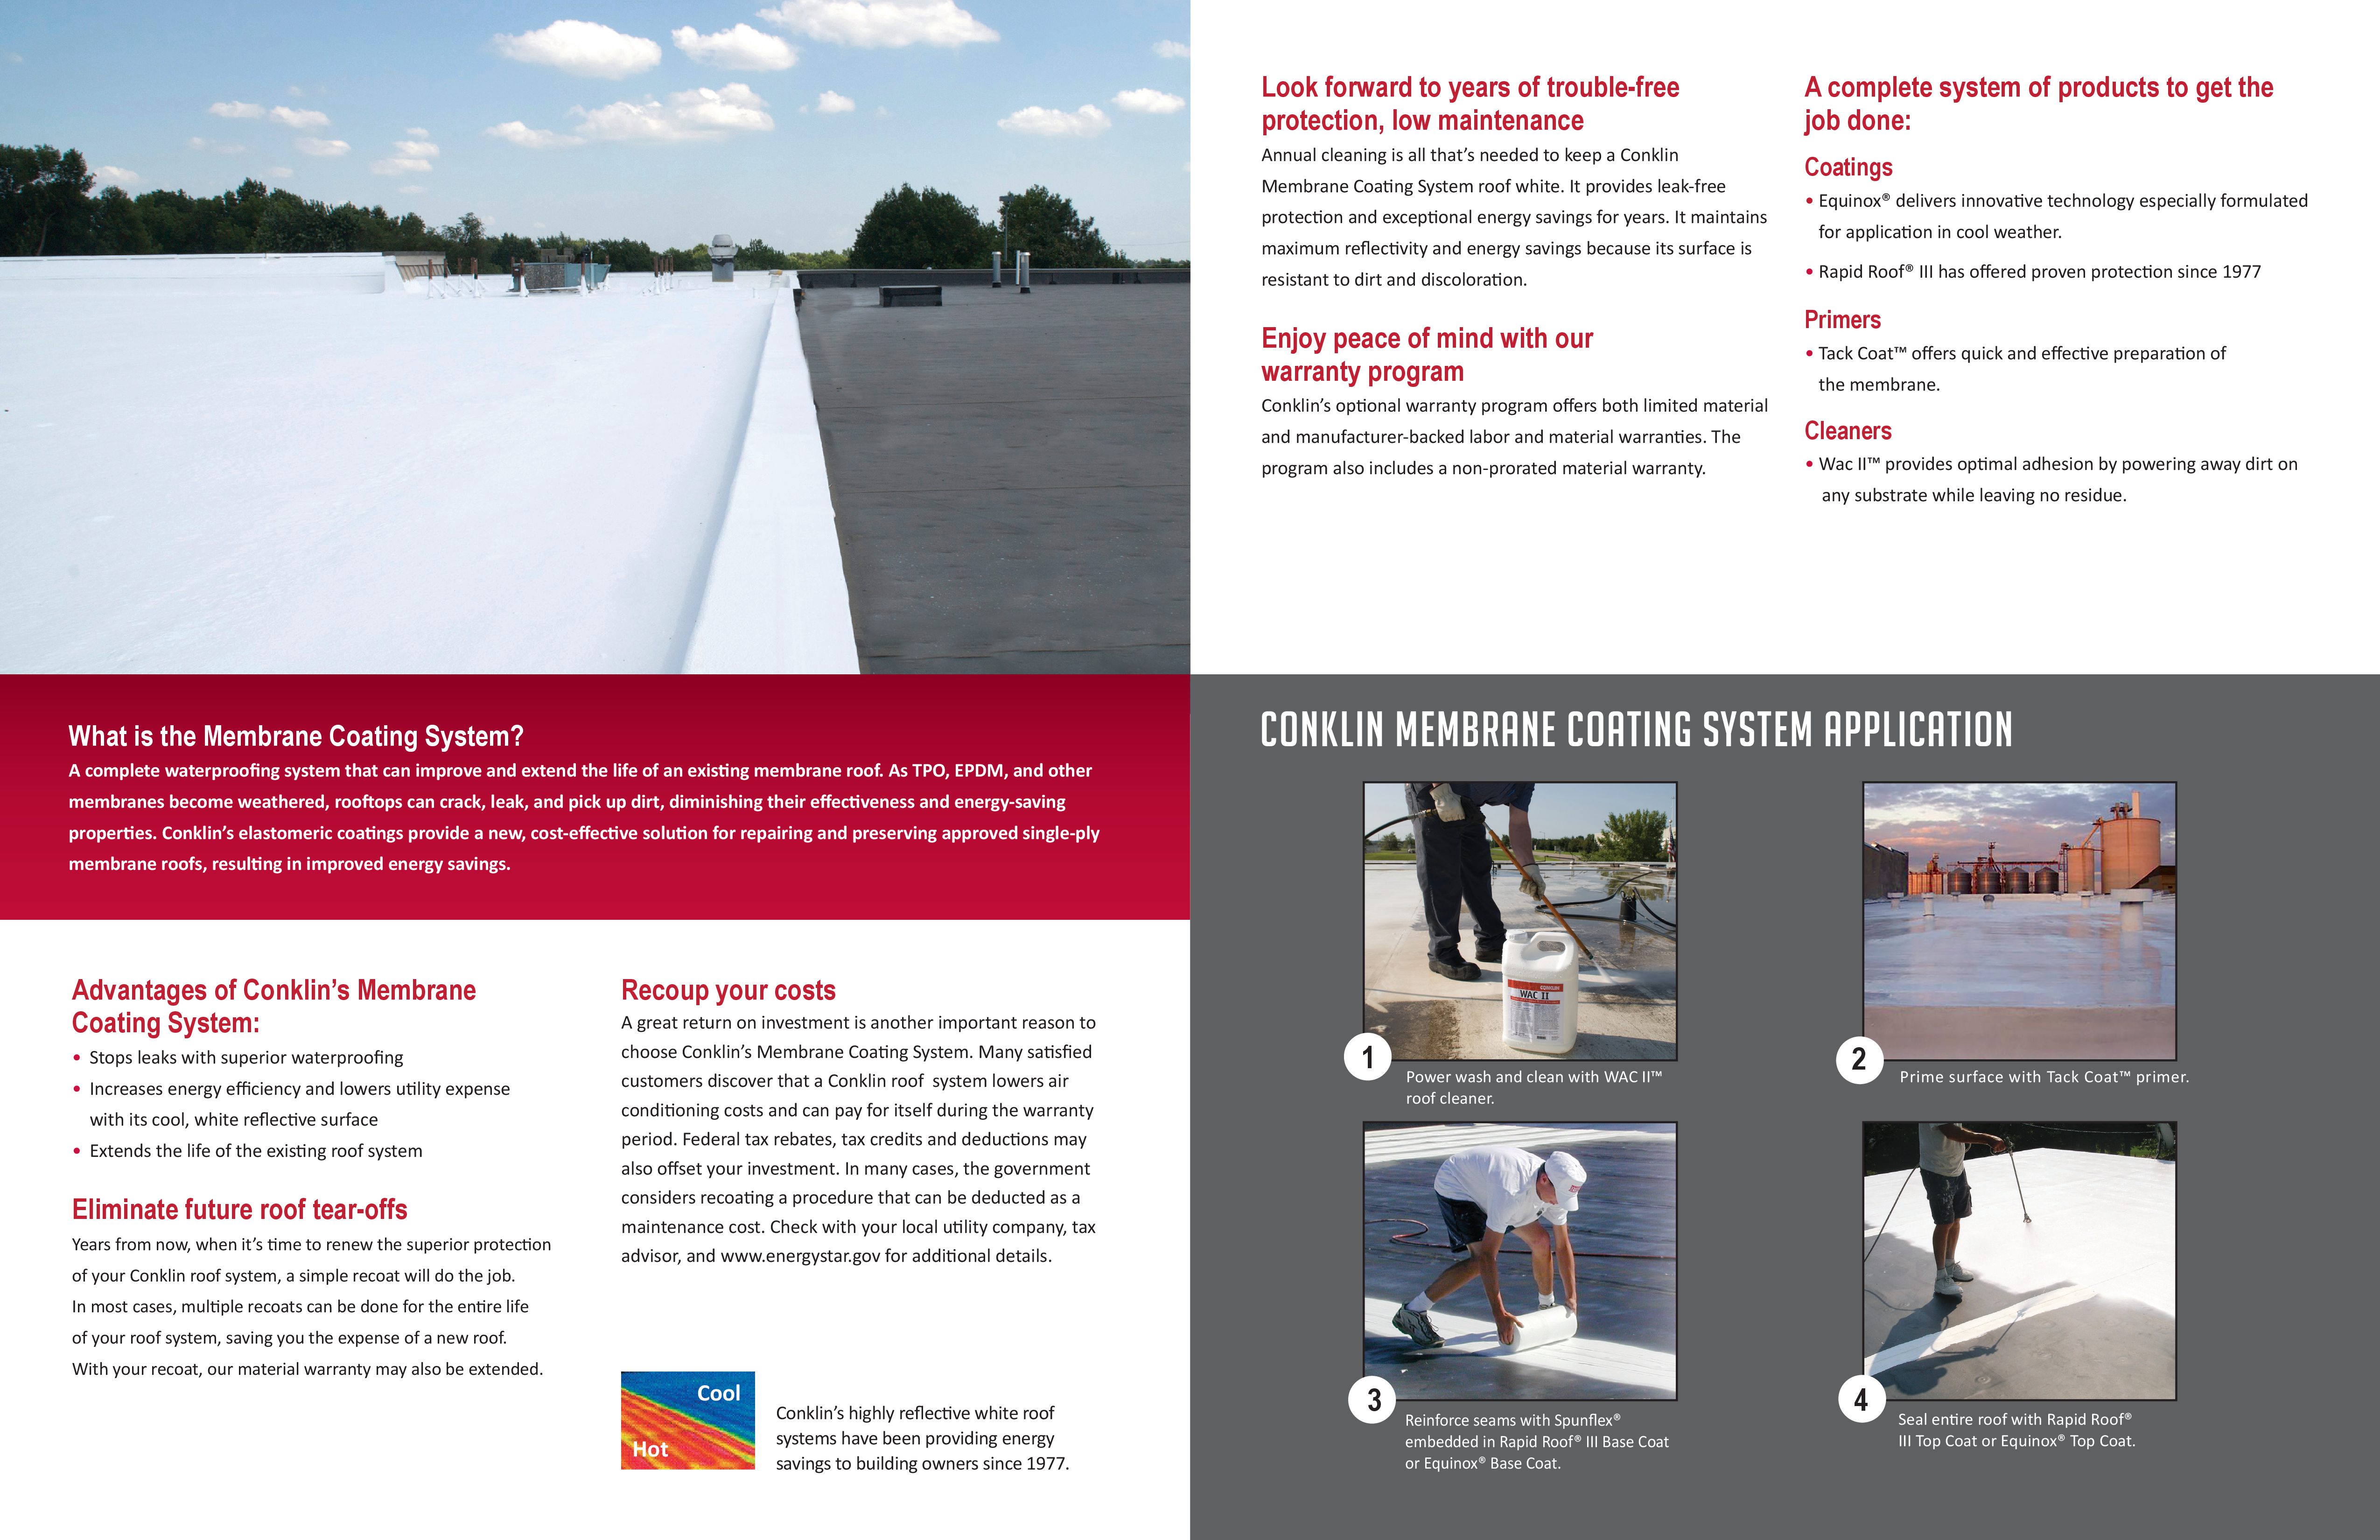 Look forward to years of trouble-free
protection, low maintenance
Annual cleaning is all that's needed to keep a Conklin
Membrane Coating System roof white. It provides leak-free
protection and exceptional energy savings for years. It maintains
maximum reflectivity and energy savings because its surface is
resistant to dirt and discoloration.
Enjoy peace of mind with our
warranty program
Conklin's optional warranty program offers both limited material
and manufacturer-backed labor and material warranties. The
program also includes a non-prorated material warranty.
A complete system of products to get the
job done:
Coatings
• Equinox® delivers innovative technology especially formulated
for application in cool weather.
• Rapid Roof® III has offered proven protection since 1977
Primers
• Tack Coat™ offers quick and effective preparation of
the membrane.
Cleaners
• Wac II™ provides optimal adhesion by powering away dirt on
any substrate while leaving no residue.
What is the Membrane Coating System?
A complete waterproofing system that can improve and extend the life of an existing membrane roof. As TPO, EPDM, and other
membranes become weathered, rooftops can crack, leak, and pick up dirt, diminishing their effectiveness and energy-saving
properties. Conklin's elastomeric coatings provide a new, cost-effective solution for repairing and preserving approved single-ply
membrane roofs, resulting in improved energy savings.
Advantages of Conklin's Membrane
Coating System:
• Stops leaks with superior waterproofing
• Increases energy efficiency and lowers utility expense
with its cool, white reflective surface
• Extends the life of the existing roof system
Eliminate future roof tear-offs
Years from now, when it's time to renew the superior protection
of your Conklin roof system, a simple recoat will do the job.
In most cases, multiple recoats can be done for the entire life
of your roof system, saving you the expense of a new roof.
With your recoat, our material warranty may also be extended.
Recoup your costs
A great return on investment is another important reason to
choose Conklin's Membrane Coating System. Many satisfied
customers discover that a Conklin roof system lowers air
conditioning costs and can pay for itself during the warranty
period. Federal tax rebates, tax credits and deductions may
also offset your investment. In many cases, the government
considers recoating a procedure that can be deducted as a
maintenance cost. Check with your local utility company, tax
advisor, and www.energystar.gov for additional details.
Cool
Hot
Conklin's highly reflective white roof
systems have been providing energy
savings to building owners since 1977.
CONKLIN MEMBRANE COATING SYSTEM APPLICATION
WAC II
1
Power wash and clean with WAC II™
roof cleaner.
2
Prime surface with Tack Coat™ primer.
3
Reinforce seams with Spunflex®
embedded in Rapid Roof® III Base Coat
or Equinox® Base Coat.
4
Seal entire roof with Rapid Roof®
III Top Coat or Equinox® Top Coat.